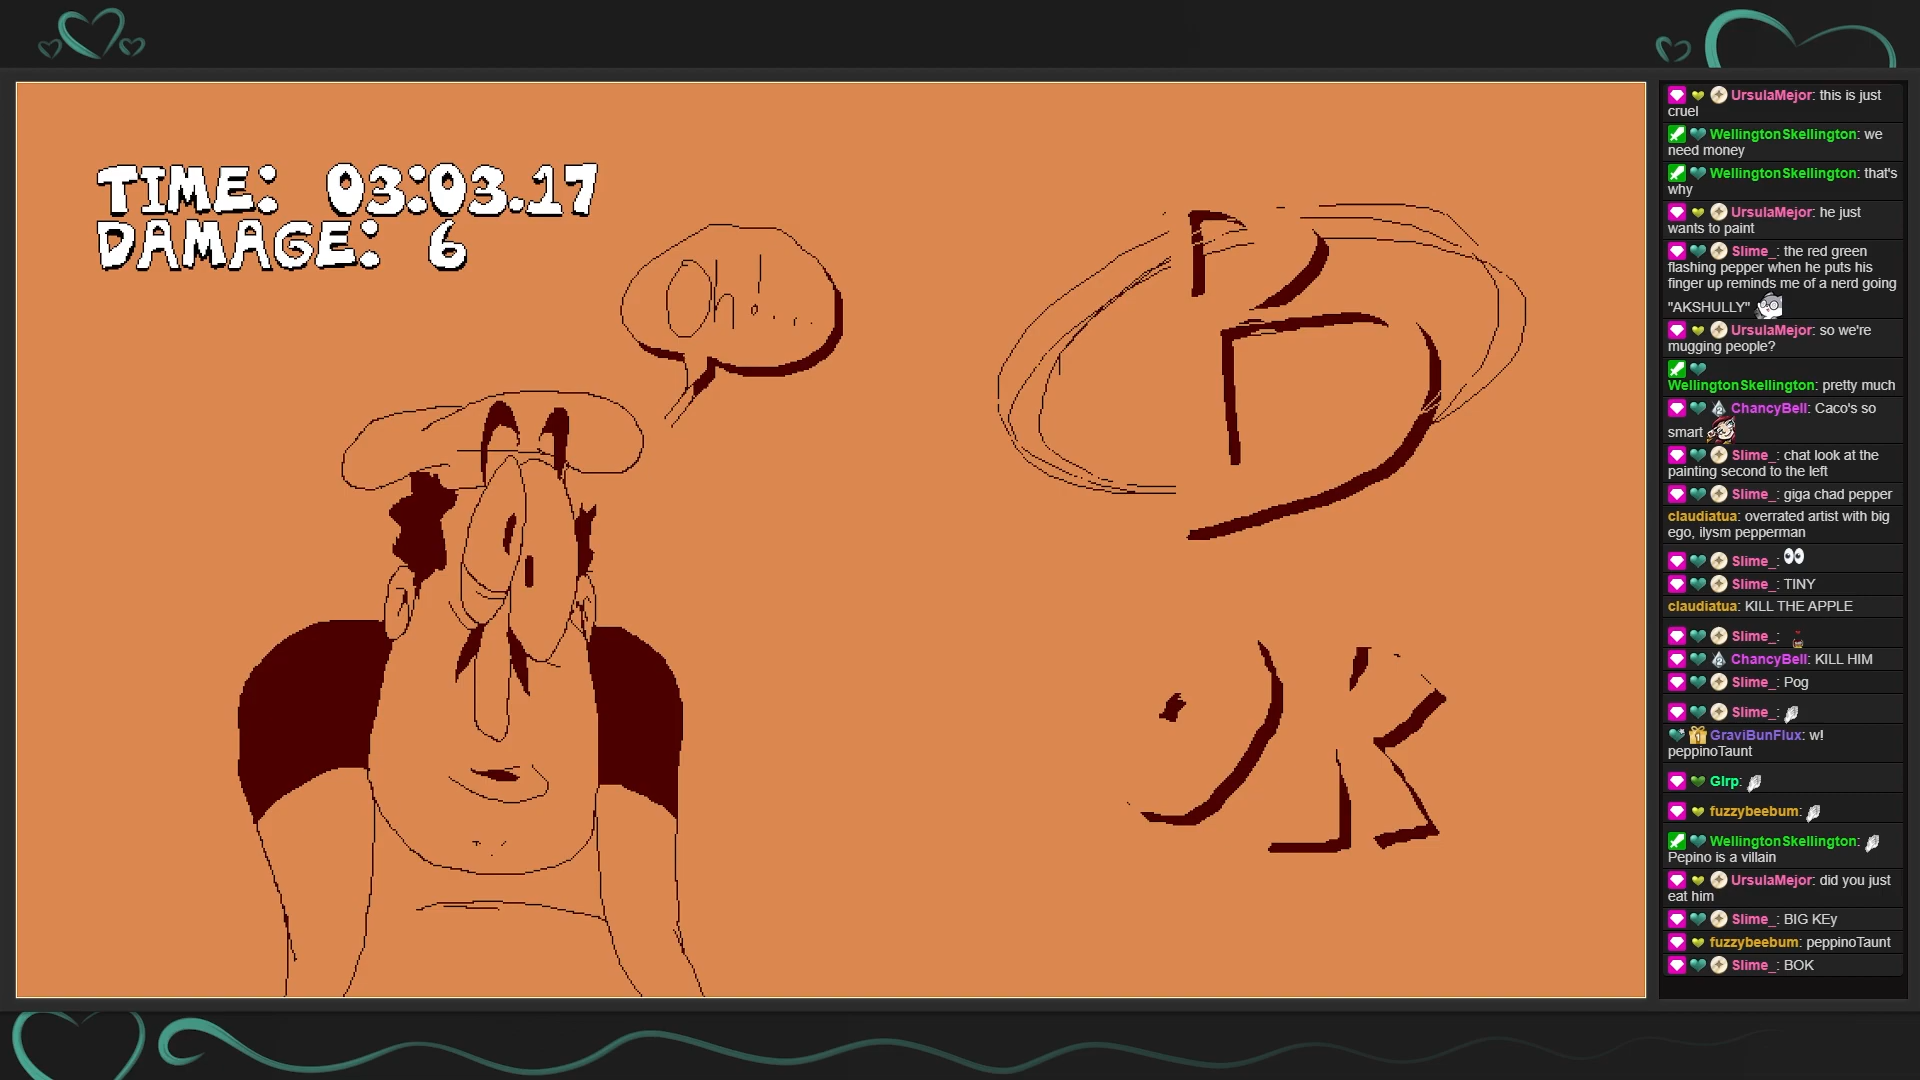 TIME: 03:03.17
DAMAGE: 6
Oh!....
OK
UrsulaMejor: this is just
cruel
WellingtonSkellington: we
need money
WellingtonSkellington: that's
why
UrsulaMejor: he just
wants to paint
Slime_: the red green
flashing pepper when he puts his
finger up reminds me of a nerd going
"AKSHULLY"
UrsulaMejor: so we're
mugging people?
WellingtonSkellington: pretty much
ChancyBell: Caco's so
smart
Slime_: chat look at the
painting second to the left
Slime_: giga chad pepper
claudiatua: overrated artist with big
ego, ilysm pepperman
Slime_:
Slime_: TINY
claudiatua: KILL THE APPLE
Slime_:
ChancyBell: KILL HIM
Slime_: Pog
Slime_:
GraviBunFlux: w!
peppinoTaunt
Glrp:
fuzzybeebum:
WellingtonSkellington:
Pepino is a villain
UrsulaMejor: did you just
eat him
Slime_: BIG KEy
fuzzybeebum: peppinoTaunt
Slime_: BOK